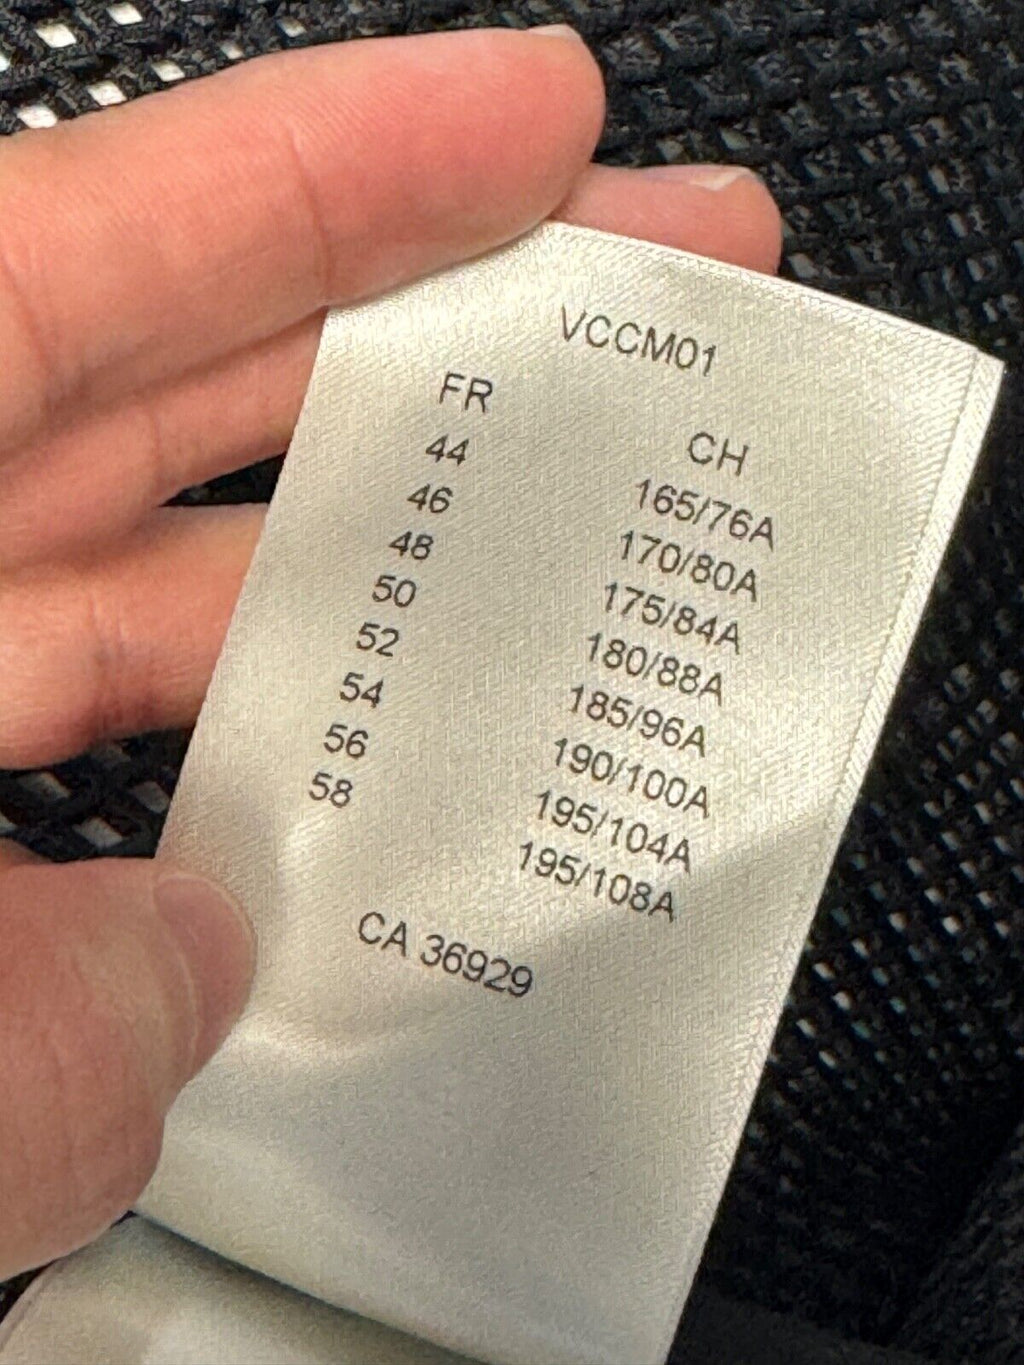 VCCM01
FR CH
44 165/76A
46 170/80A
48 175/84A
50 180/88A
52 185/96A
54 190/100A
56 195/104A
58 195/108A
CA 36929